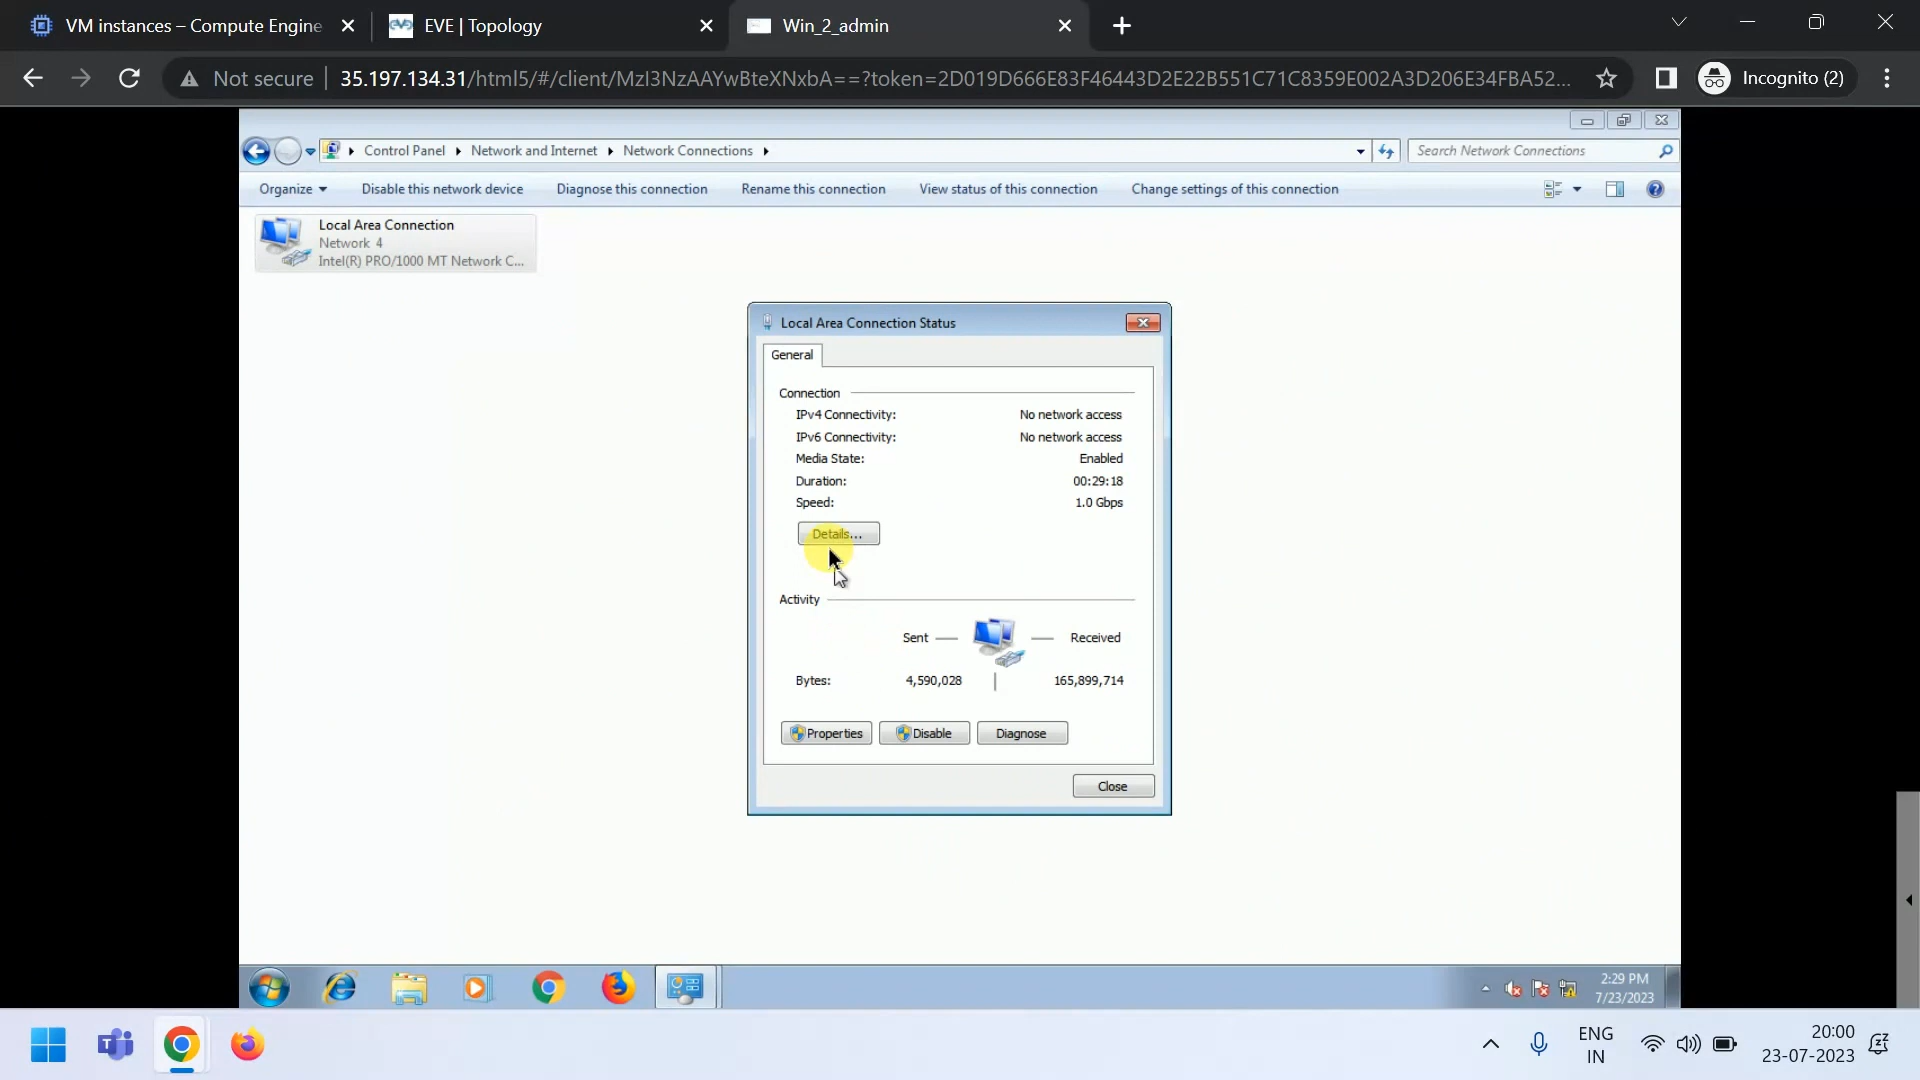 VM instances – Compute Engine
EVE | Topology
Win_2_admin
Not secure
35.197.134.31/html5/#/client/MzI3NzAAYwBteXNxbA==?token=2D019D666E83F46443D2E22B551C71C8359E002A3D206E34FBA52...
Incognito (2)
Control Panel
Network and Internet
Network Connections
Search Network Connections
Organize
Disable this network device
Diagnose this connection
Rename this connection
View status of this connection
Change settings of this connection
Local Area Connection
Network 4
Intel(R) PRO/1000 MT Network C...
Local Area Connection Status
General
Connection
IPv4 Connectivity: No network access
IPv6 Connectivity: No network access
Media State: Enabled
Duration: 00:29:18
Speed: 1.0 Gbps
Details...
Activity
Sent — Received
Bytes: 4,590,028 | 165,899,714
Properties
Disable
Diagnose
Close
2:29 PM
7/23/2023
ENG
IN
20:00
23-07-2023